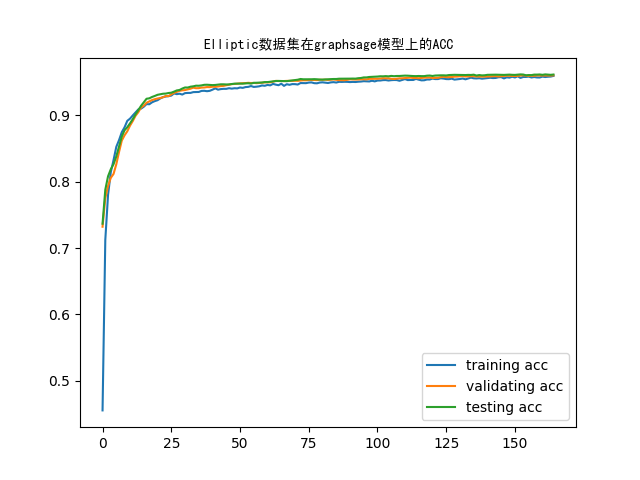 Elliptic数据集在graphsage模型上的ACC
0.9
0.8
0.7
0.6
0.5
training acc
validating acc
testing acc
0 25 50 75 100 125 150